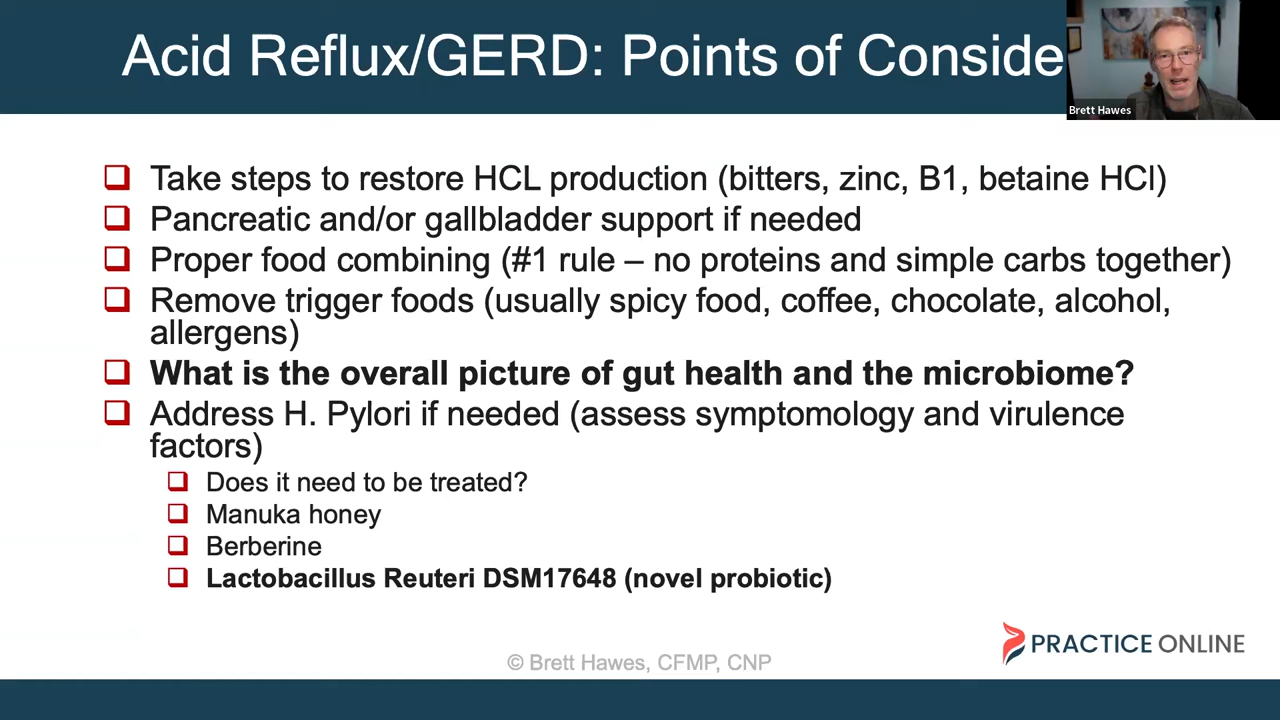 Acid Reflux/GERD: Points of Conside
Brett Hawes
Take steps to restore HCL production (bitters, zinc, B1, betaine HCl)
Pancreatic and/or gallbladder support if needed
Proper food combining (#1 rule – no proteins and simple carbs together)
Remove trigger foods (usually spicy food, coffee, chocolate, alcohol,
allergens)
What is the overall picture of gut health and the microbiome?
Address H. Pylori if needed (assess symptomology and virulence
factors)
Does it need to be treated?
Manuka honey
Berberine
Lactobacillus Reuteri DSM17648 (novel probiotic)
PRACTICE ONLINE
© Brett Hawes, CFMP, CNP